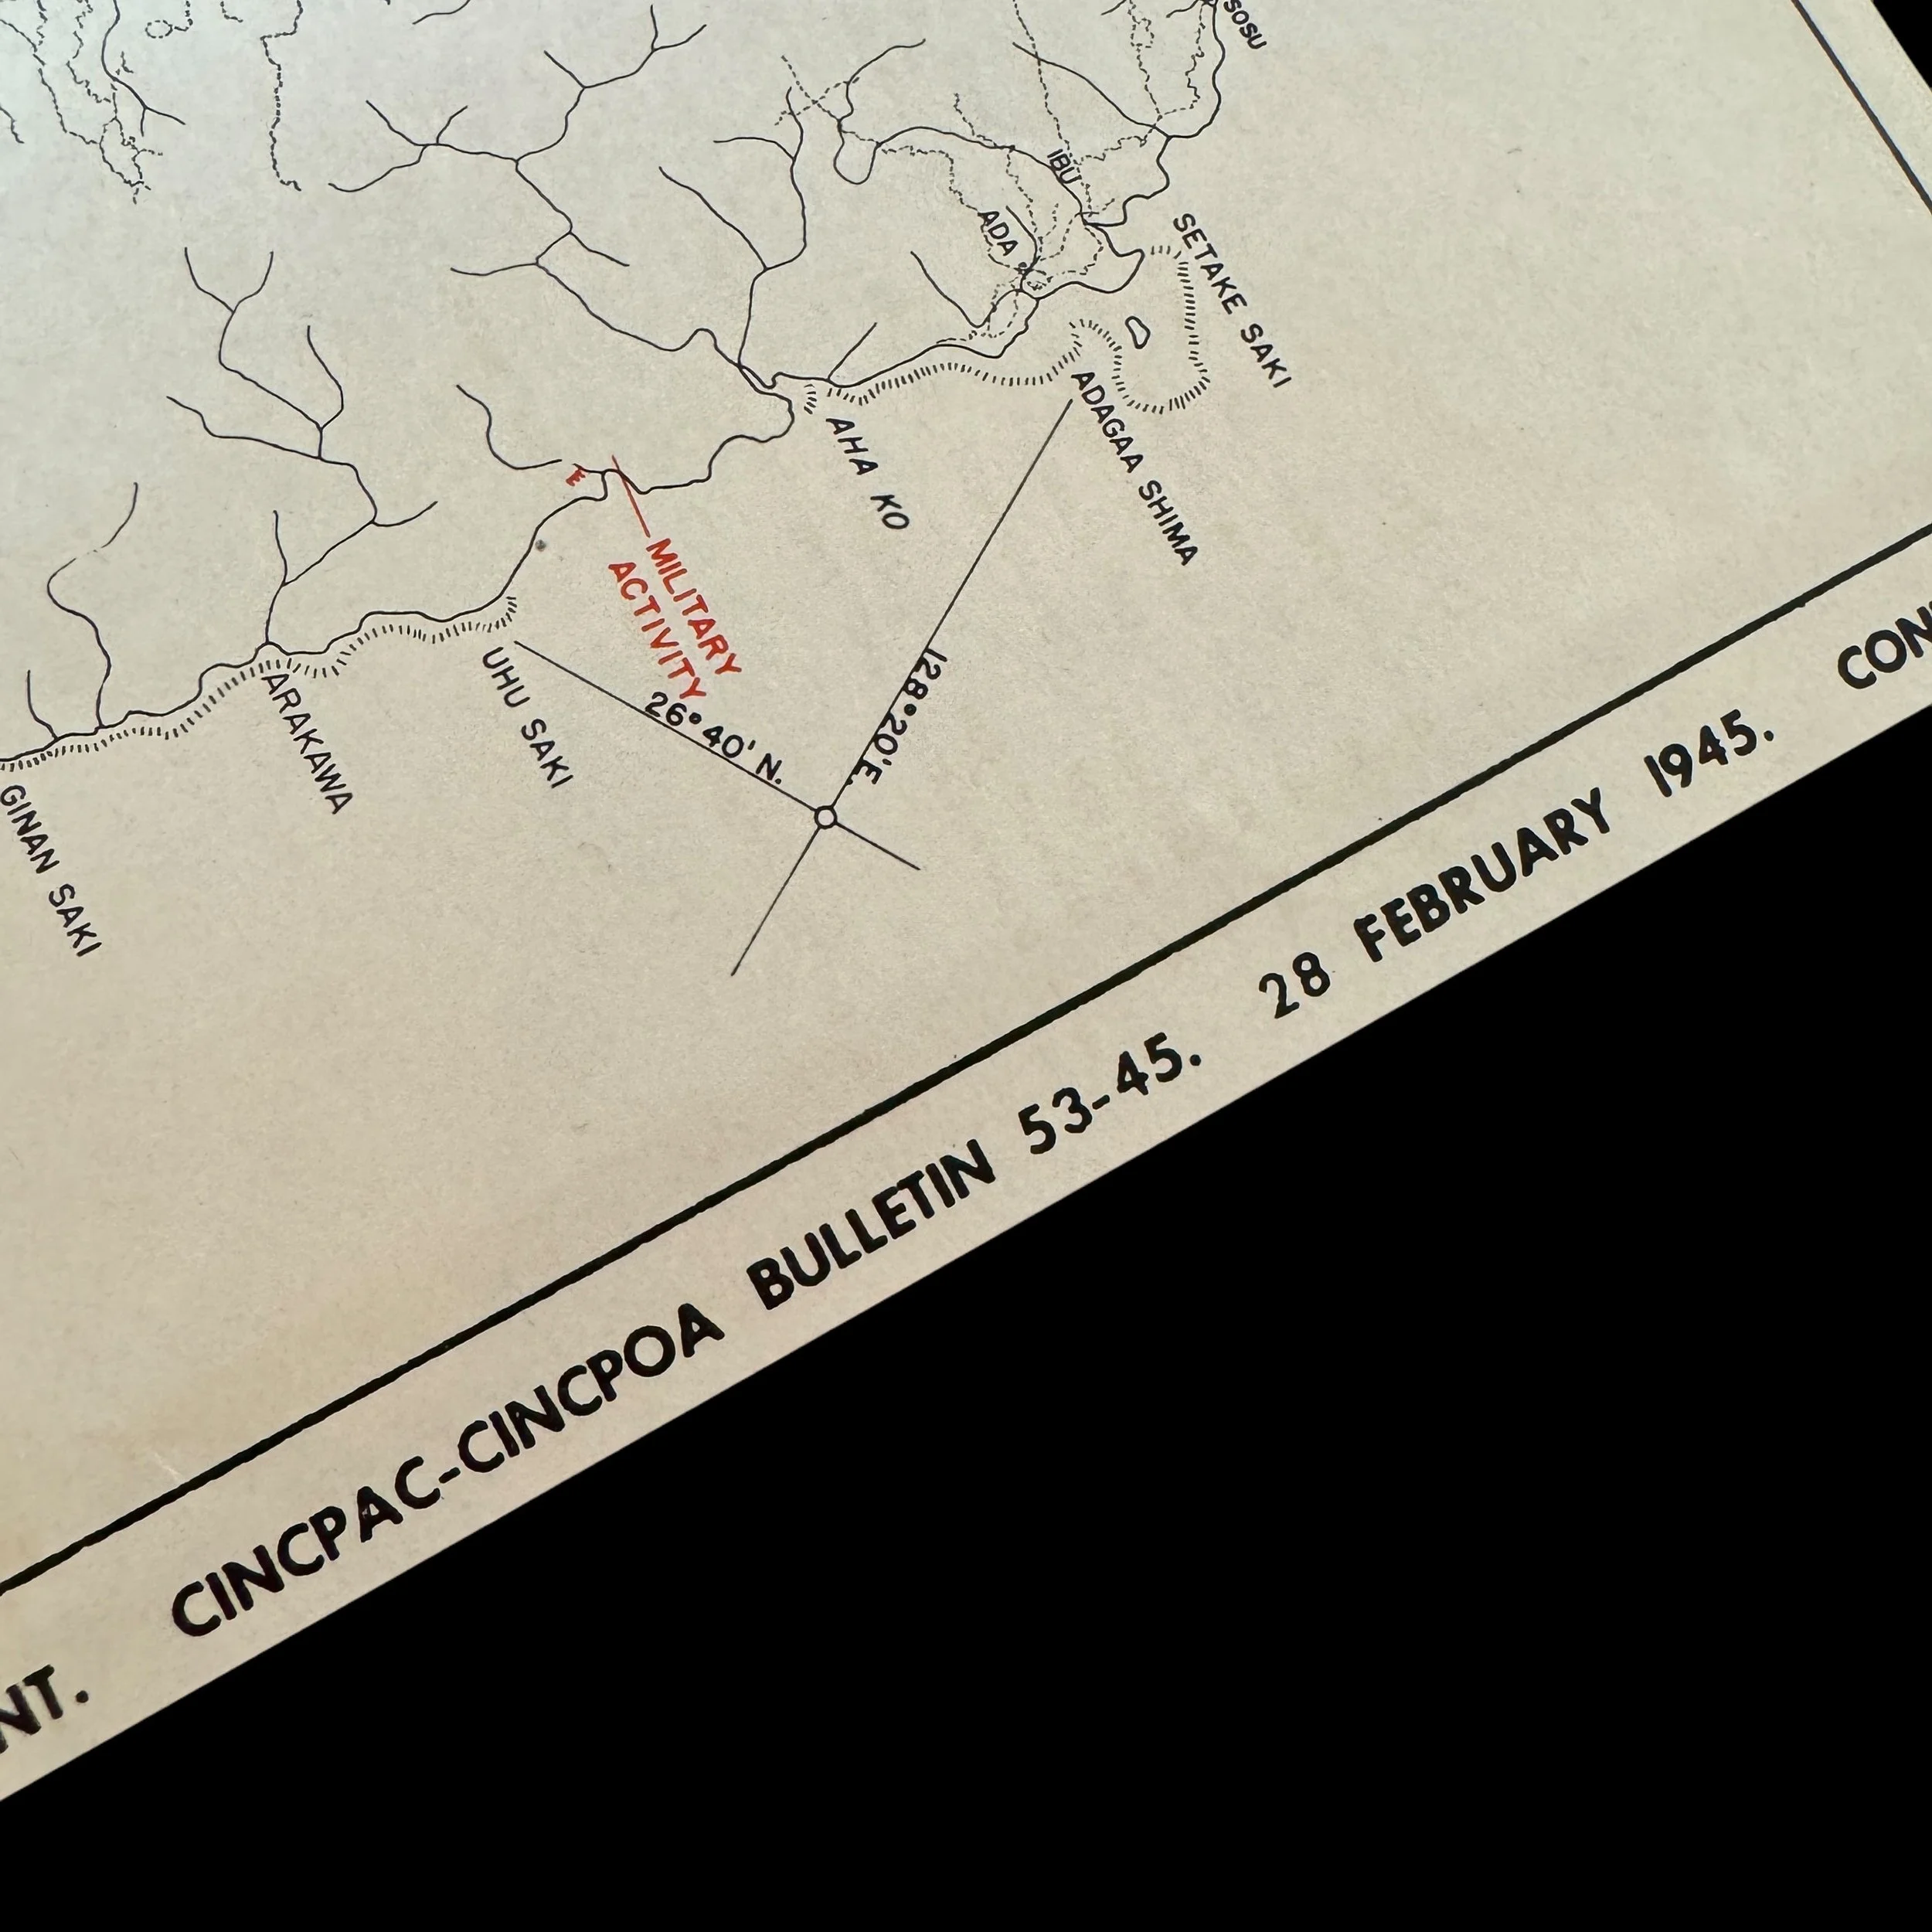 SOSU
IBU
ADA
SETAKE SAKI
ADAGAA SHIMA
AHA KO
E
MILITARY
ACTIVITY
UHU SAKI
ARAKAWA
GINAN SAKI
26°40' N.
128°20'E.
NT. CINCPAC-CINCPOA BULLETIN 53-45. 28 FEBRUARY 1945. CON